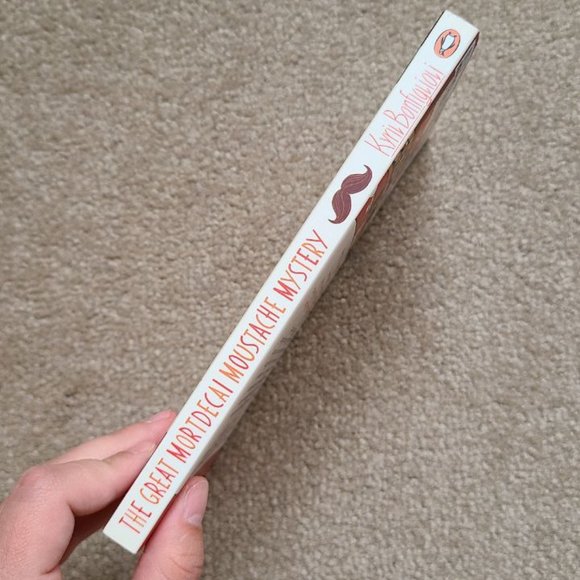 THE GREAT MORTDECAI MOUSTACHE MYSTERY
Kyril Bonfiglioli